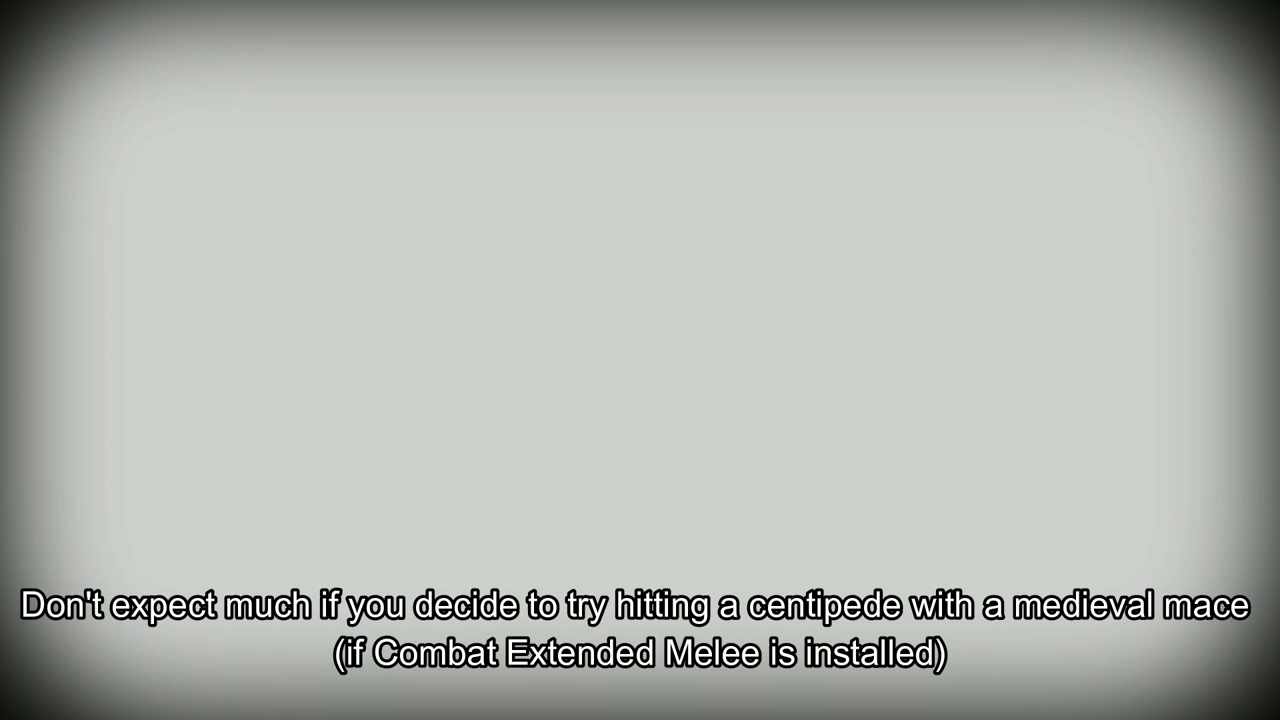 Don't expect much if you decide to try hitting a centipede with a medieval mace
(if Combat Extended Melee is installed)